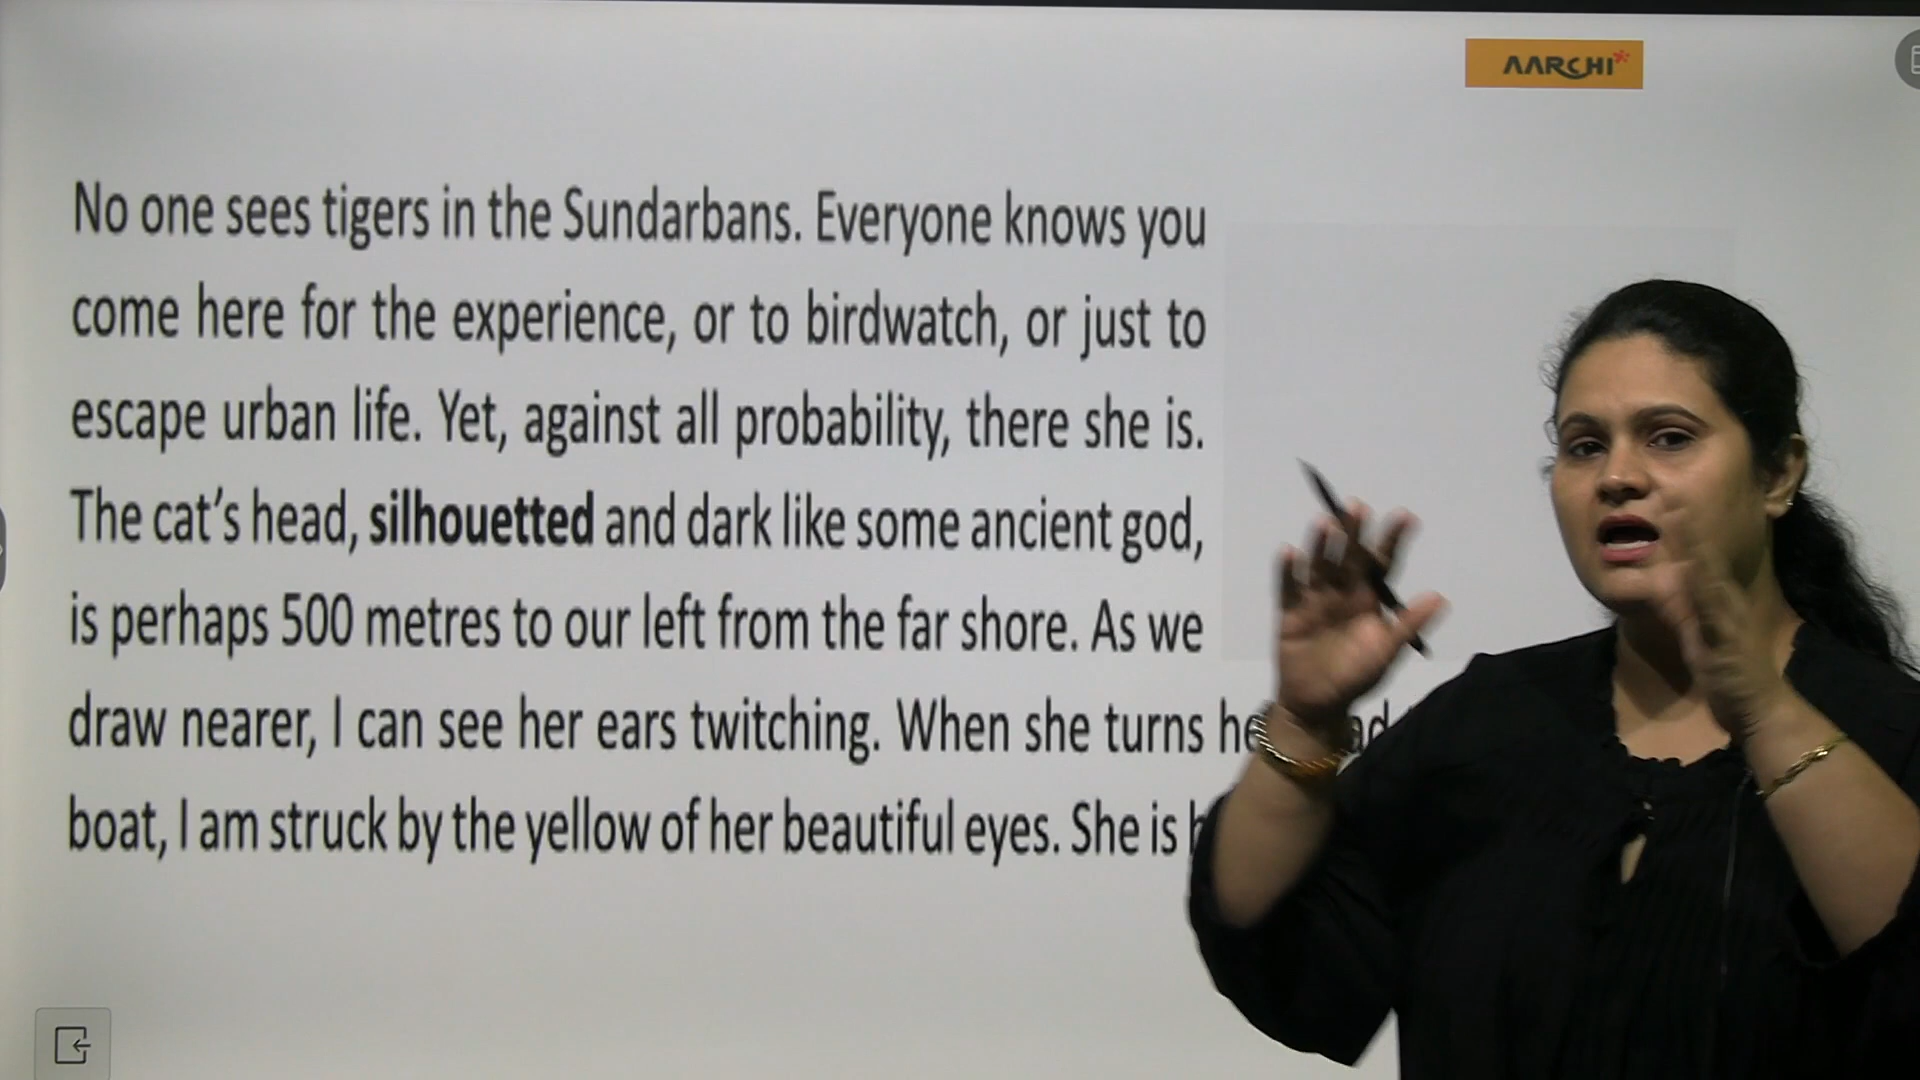 AARCHI
No one sees tigers in the Sundarbans. Everyone knows you
come here for the experience, or to birdwatch, or just to
escape urban life. Yet, against all probability, there she is.
The cat's head, silhouetted and dark like some ancient god,
is perhaps 500 metres to our left from the far shore. As we
draw nearer, I can see her ears twitching. When she turns
boat, I am struck by the yellow of her beautiful eyes. She is